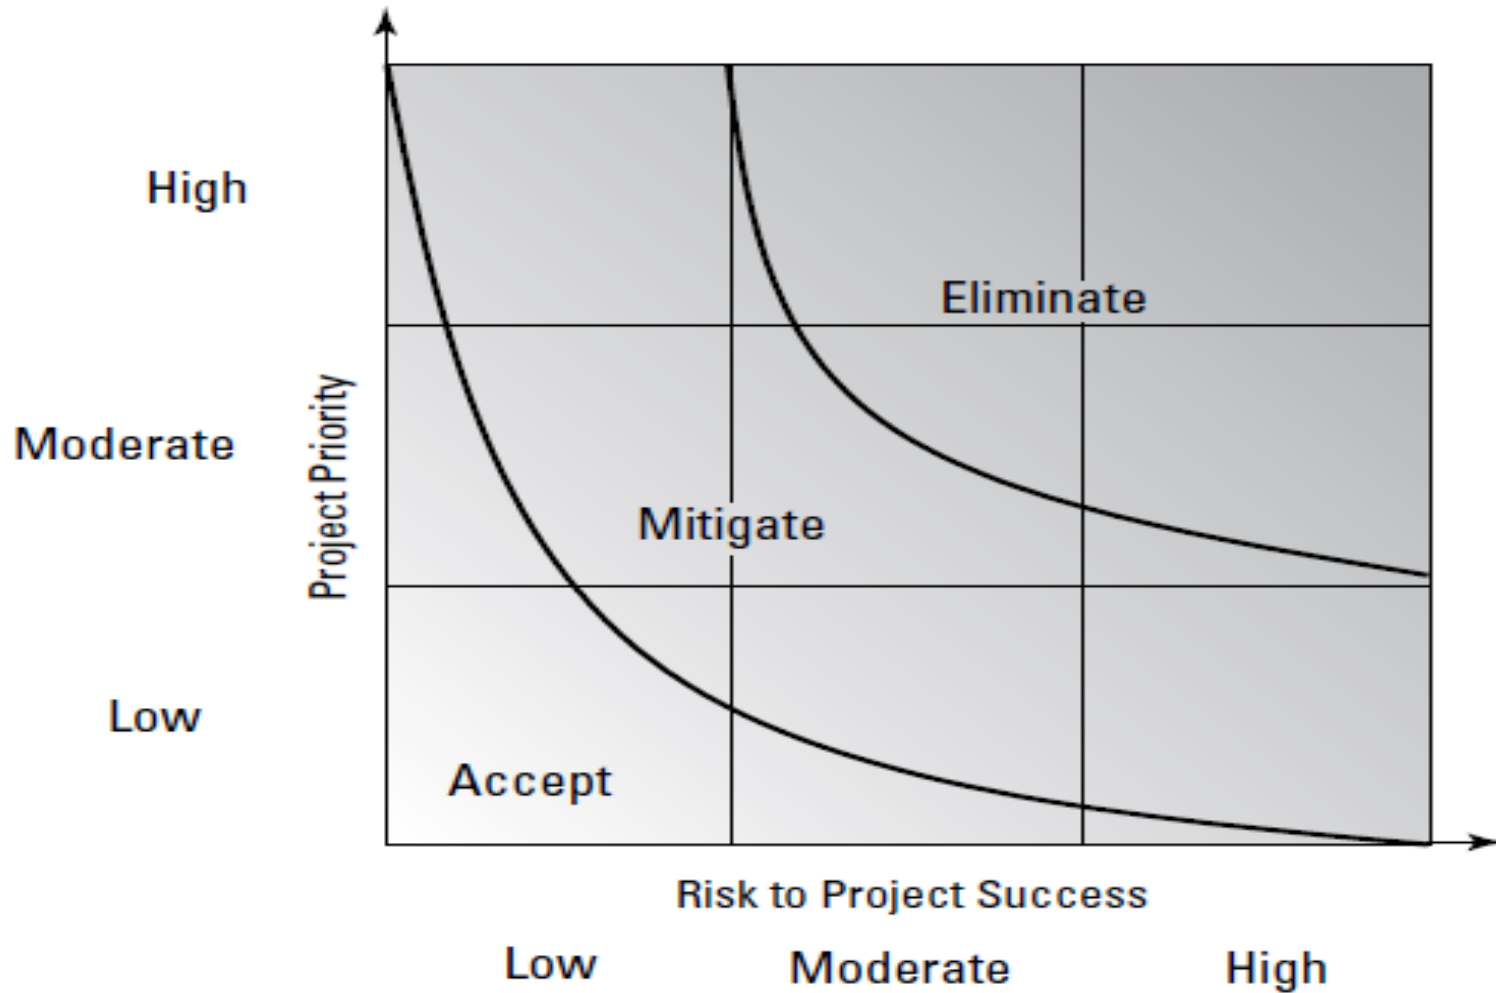 High
Eliminate
Moderate
Project Priority
Mitigate
Low
Accept
Risk to Project Success
Low Moderate High